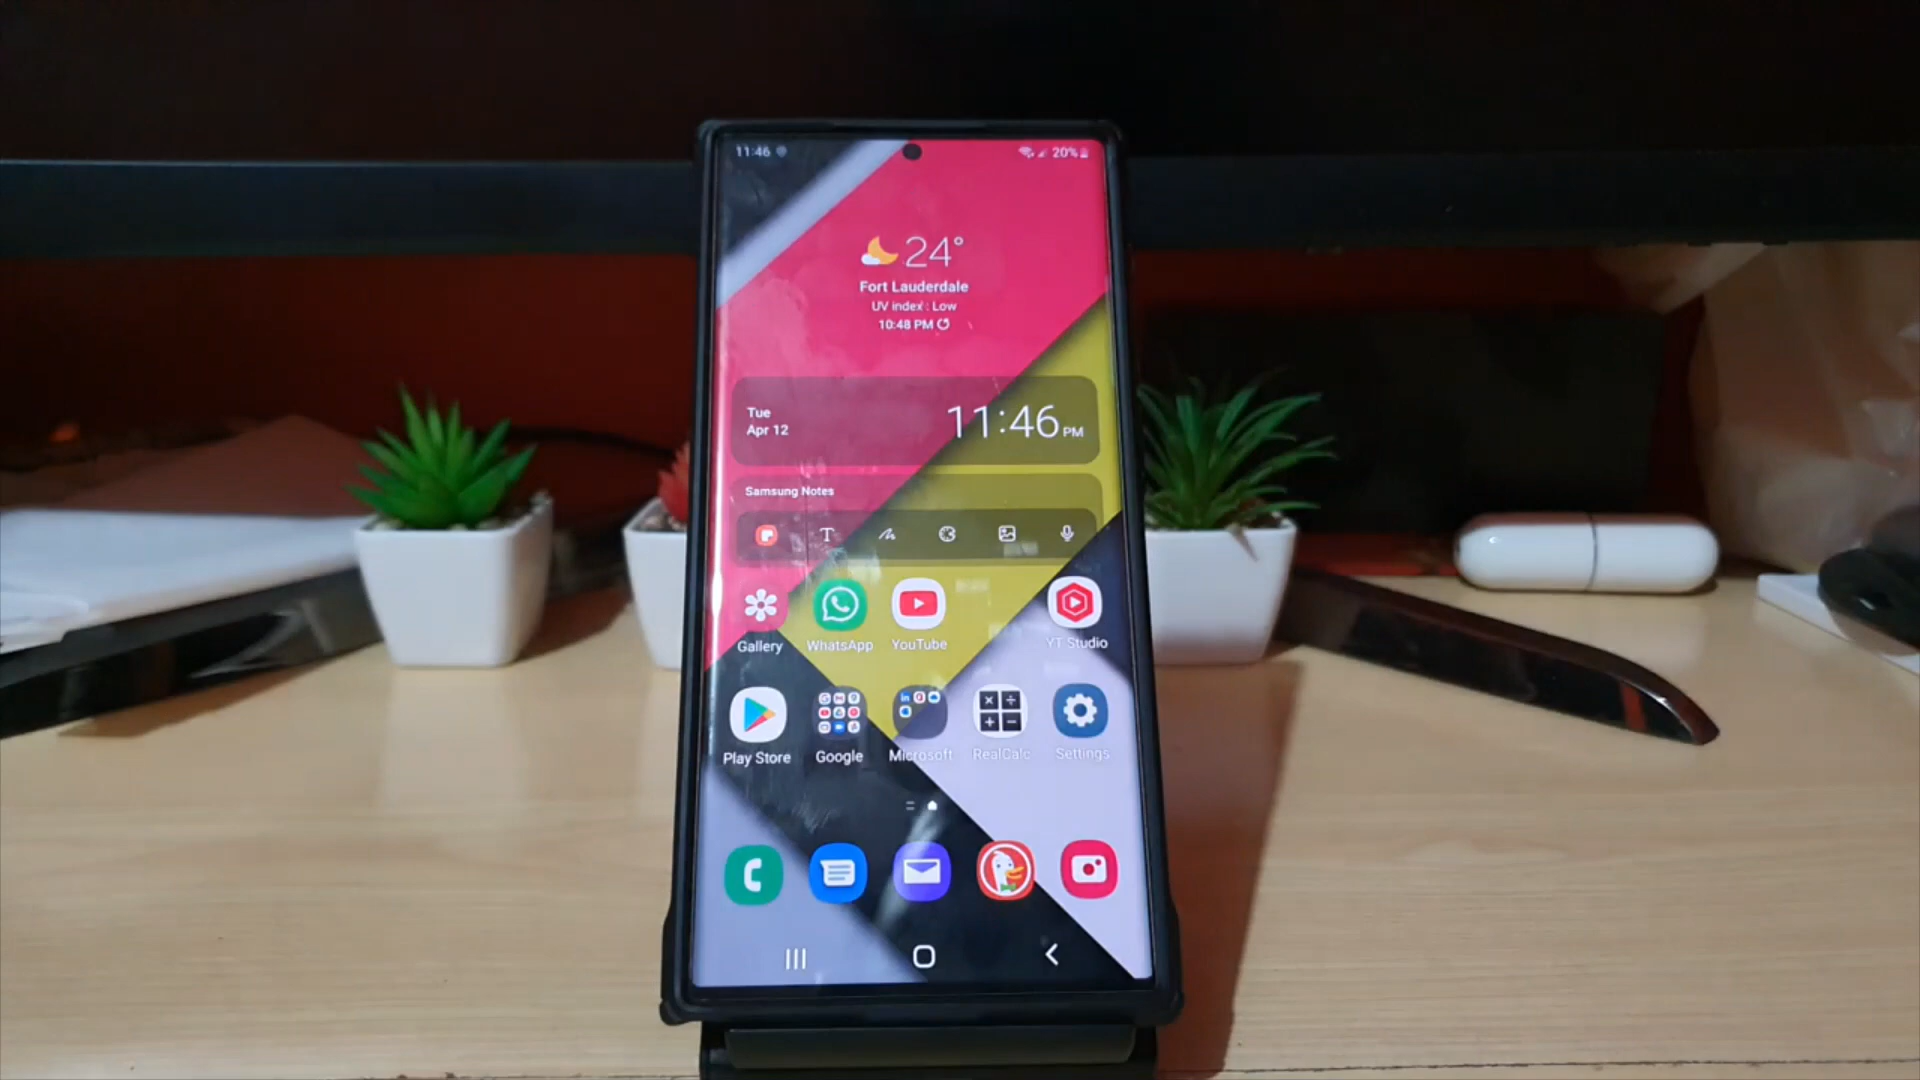 11:46
20%
24°
Fort Lauderdale
UV index : Low
10:48 PM
Tue
Apr 12
11:46 PM
Samsung Notes
T
Gallery
WhatsApp
YouTube
YT Studio
Play Store
Google
Microsoft
RealCalc
Settings